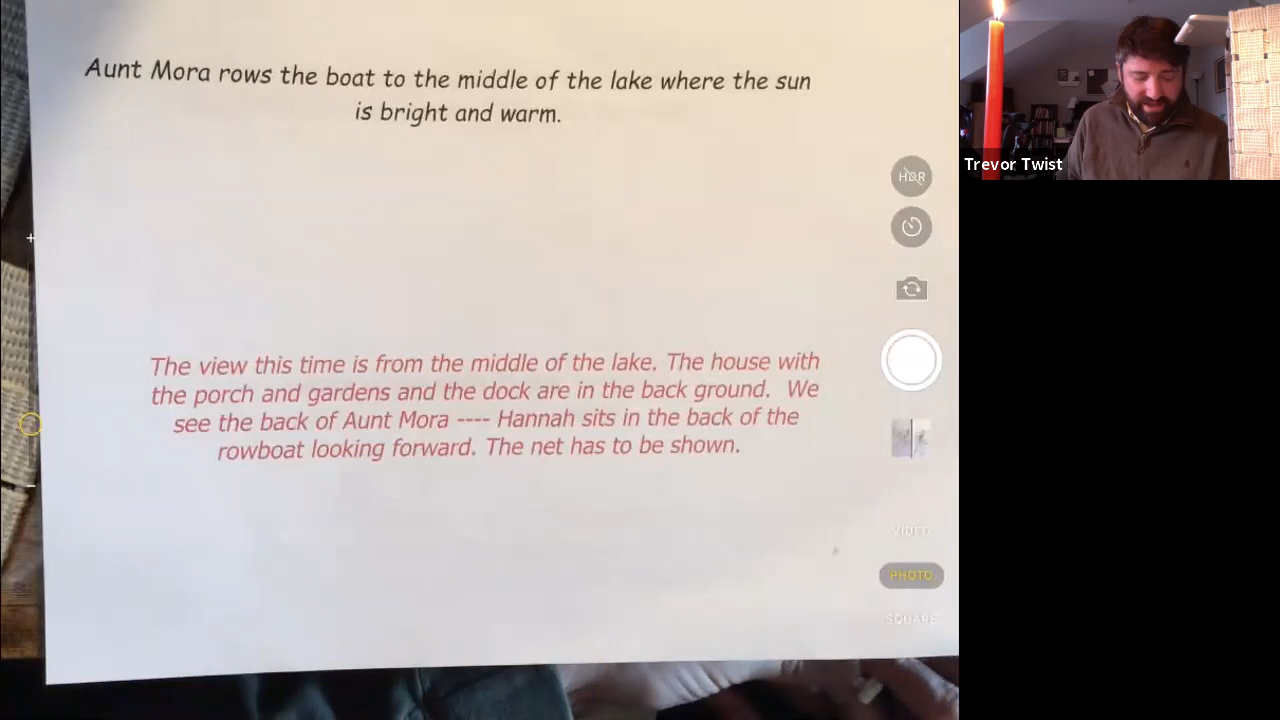 Aunt Mora rows the boat to the middle of the lake where the sun
is bright and warm.
HDR
Trevor Twist
The view this time is from the middle of the lake. The house with
the porch and gardens and the dock are in the back ground. We
see the back of Aunt Mora ---- Hannah sits in the back of the
rowboat looking forward. The net has to be shown.
VIDEO
PHOTO
SQUARE